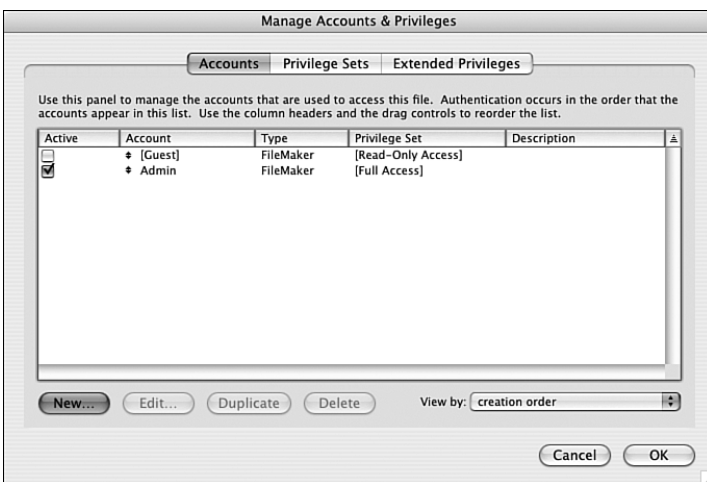 Manage Accounts & Privileges
Accounts Privilege Sets Extended Privileges
Use this panel to manage the accounts that are used to access this file. Authentication occurs in the order that the
accounts appear in this list. Use the column headers and the drag controls to reorder the list.
Active Account Type Privilege Set Description
[Guest] FileMaker [Read-Only Access]
Admin FileMaker [Full Access]
New... Edit... Duplicate Delete View by: creation order
Cancel OK